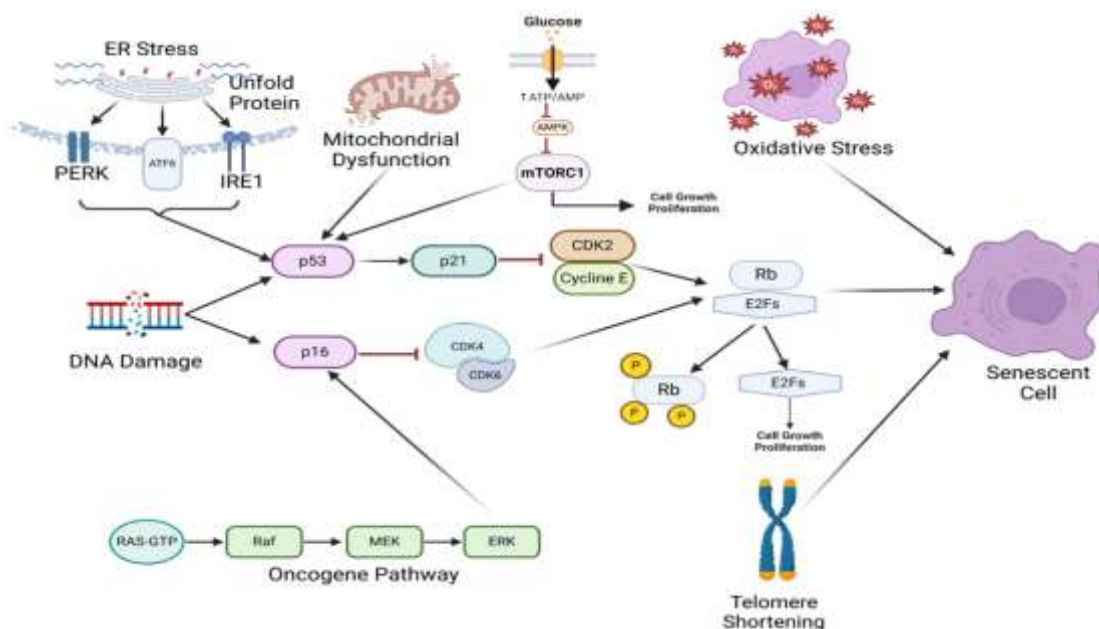 ER Stress
Unfold
Protein
PERK
ATF6
IRE1
Mitochondrial
Dysfunction
Glucose
↑ATP/AMP
AMPK
mTORC1
Cell Growth
Proliferation
Oxidative Stress
p53
p21
CDK2
Cycline E
Rb
E2Fs
DNA Damage
p16
CDK4
CDK6
P
Rb
P
P
E2Fs
Cell Growth
Proliferation
Senescent
Cell
RAS-GTP
Raf
MEK
ERK
Oncogene Pathway
Telomere
Shortening